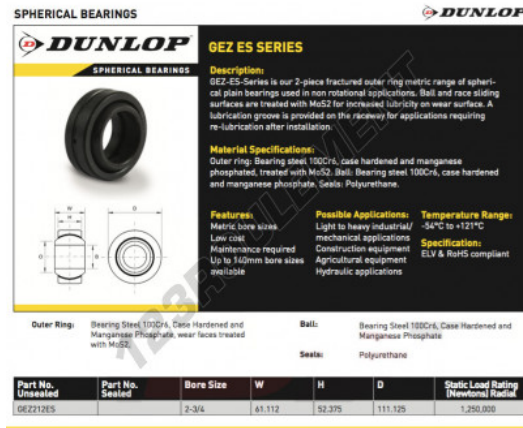 SPHERICAL BEARINGS
DUNLOP
DUNLOP
SPHERICAL BEARINGS
GEZ ES SERIES
Description:
GEZ-ES-Series is our 2-piece fractured outer ring metric range of spheri-
cal plain bearings used in non rotational applications. Ball and race sliding
surfaces are treated with MoS2 for increased lubricity on wear surface. A
lubrication groove is provided on the raceway for applications requiring
re-lubrication after installation.
Material Specifications:
Outer ring: Bearing steel 100Cr6, case hardened and manganese
phosphated, treated with MoS2. Ball: Bearing steel 100Cr6, case hardened
and manganese phosphate. Seals: Polyurethane.
Features:
Metric bore sizes
Low cost
Maintenance required
Up to 140mm bore sizes
available
Possible Applications:
Light to heavy industrial/
mechanical applications
Construction equipment
Agricultural equipment
Hydraulic applications
Temperature Range:
-54°C to +121°C
Specification:
ELV & RoHS compliant
W
H
D
Outer Ring:
Bearing Steel 100Cr6, Case Hardened and
Manganese Phosphate, wear faces treated
with MoS2.
Ball:
Bearing Steel 100Cr6, Case Hardened and
Manganese Phosphate
Seals:
Polyurethane
Part No. Unsealed Part No. Sealed Bore Size W H D Static Load Rating (Newtons) Radial
GEZ212ES 2-3/4 61.112 52.375 111.125 1,250,000
123ROULEMENT